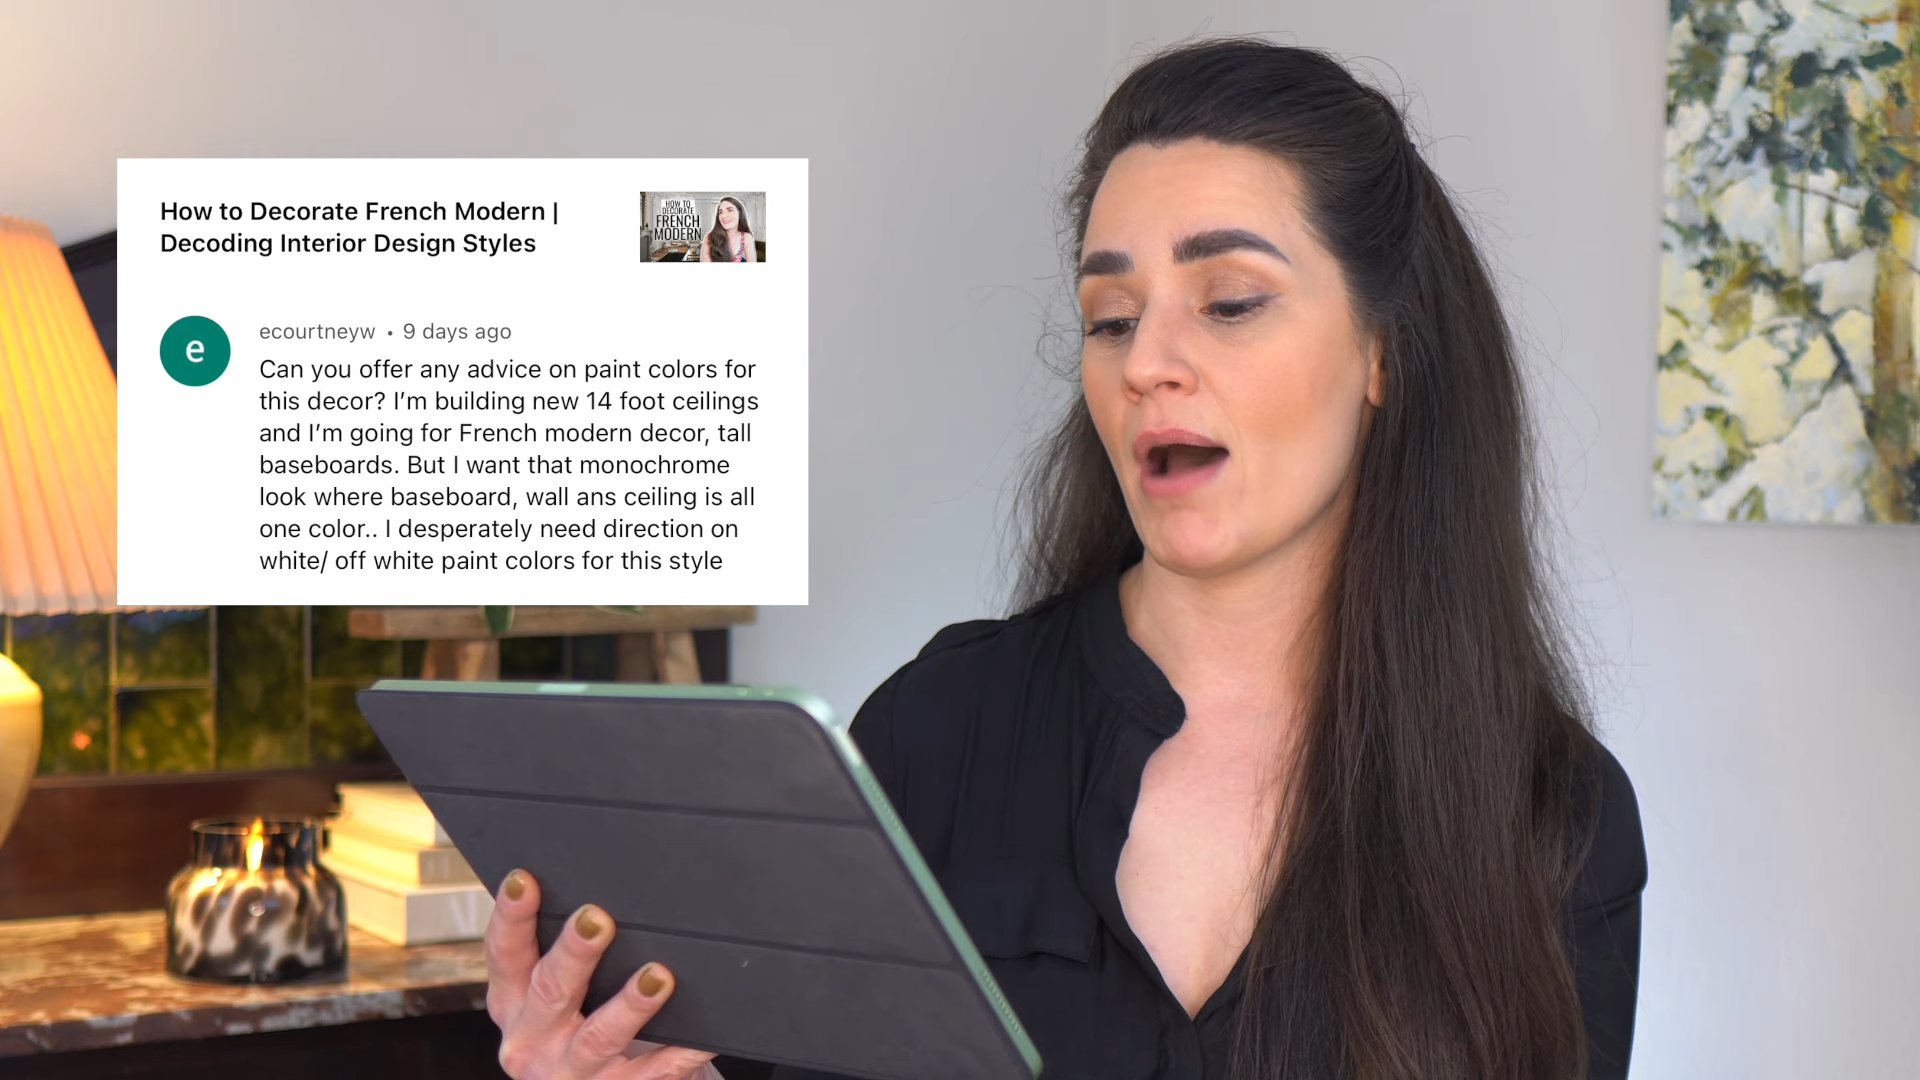 How to Decorate French Modern |
Decoding Interior Design Styles
HOW TO
DECORATE
FRENCH
MODERN
e
ecourtneyw • 9 days ago
Can you offer any advice on paint colors for
this decor? I’m building new 14 foot ceilings
and I’m going for French modern decor, tall
baseboards. But I want that monochrome
look where baseboard, wall ans ceiling is all
one color.. I desperately need direction on
white/ off white paint colors for this style